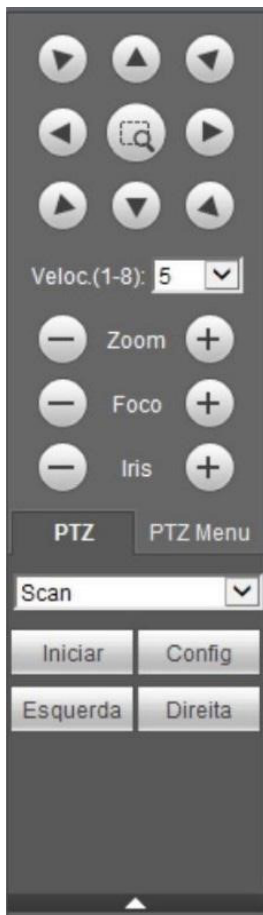 Veloc.(1-8): 5
Zoom
Foco
Iris
PTZ PTZ Menu
Scan
Iniciar Config
Esquerda Direita